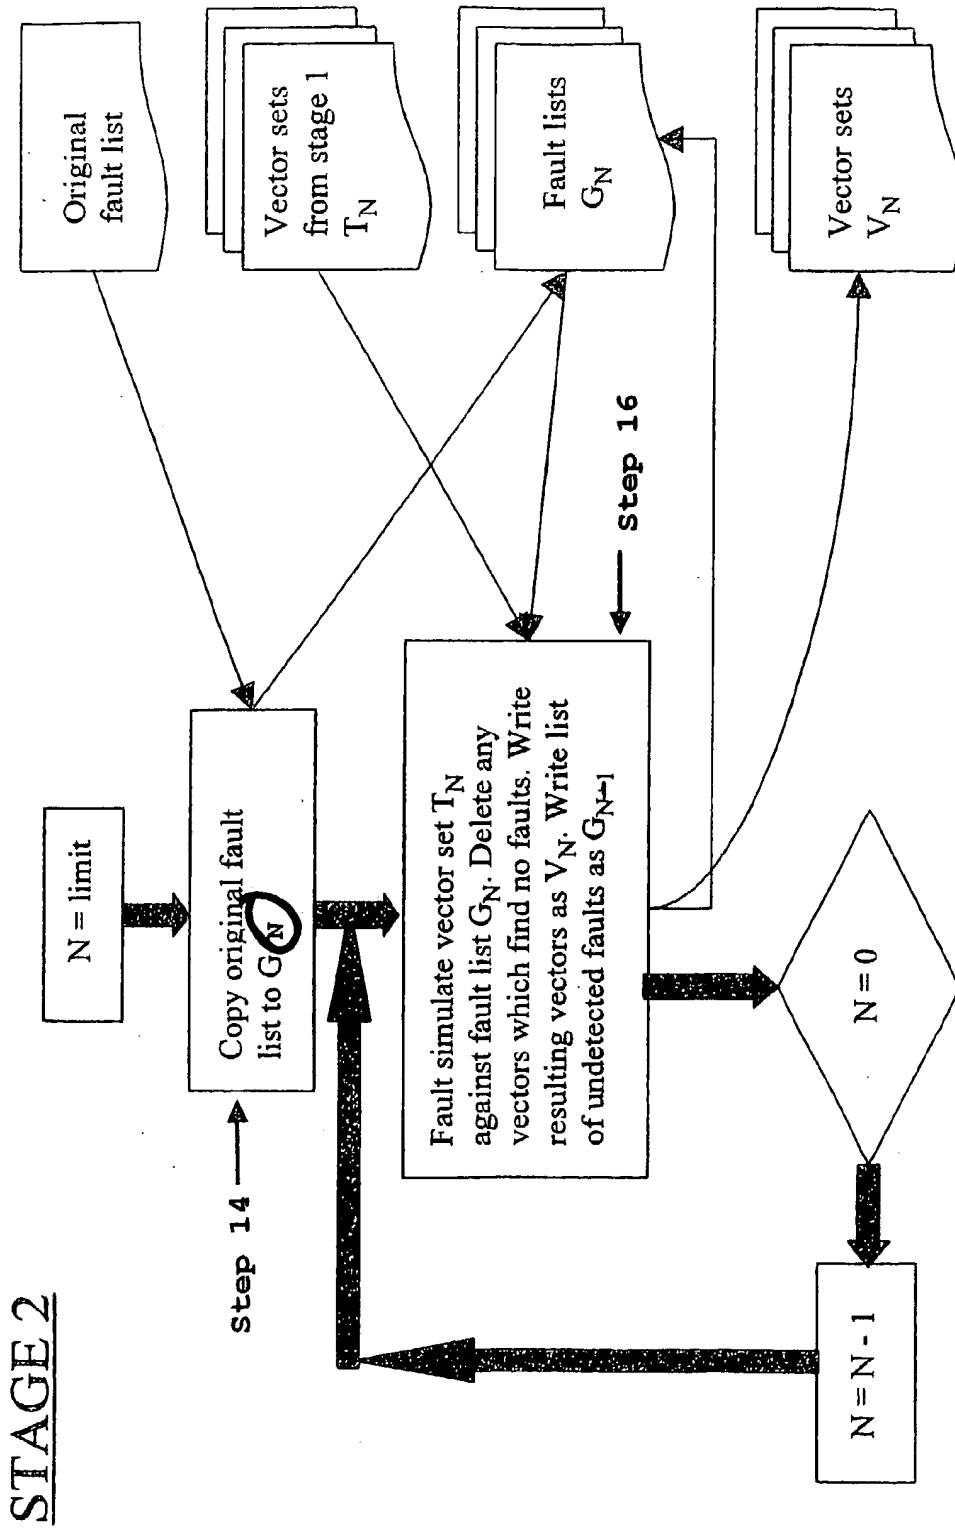 STAGE 2
N = limit
Step 14
Copy original fault
list to G_N
Fault simulate vector set T_N
against fault list G_N. Delete any
vectors which find no faults. Write
resulting vectors as V_N. Write list
of undetected faults as G_N-1
Step 16
N = 0
N = N - 1
Original
fault list
Vector sets
from stage 1
T_N
Fault lists
G_N
Vector sets
V_N